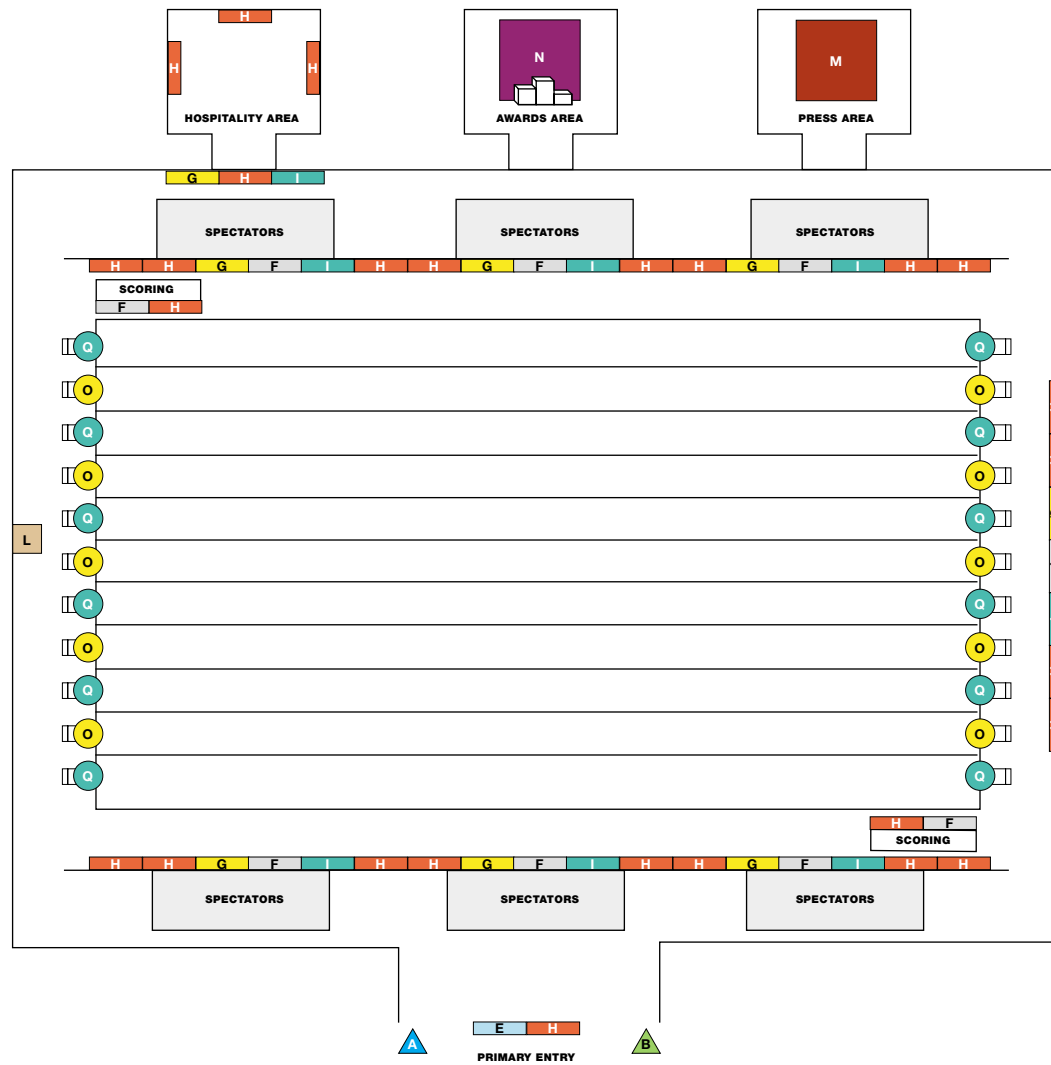 H
N
M
H H
HOSPITALITY AREA AWARDS AREA PRESS AREA
G H I
SPECTATORS SPECTATORS SPECTATORS
H H G F I H H G F I H H G F I H H
SCORING
F H
Q Q
O O
Q Q
O O
Q Q
L
O O
Q Q
O O
Q Q
O O
Q Q
H F
SCORING
H H G F I H H G F I H H G F I H H
SPECTATORS SPECTATORS SPECTATORS
E H
A B
PRIMARY ENTRY